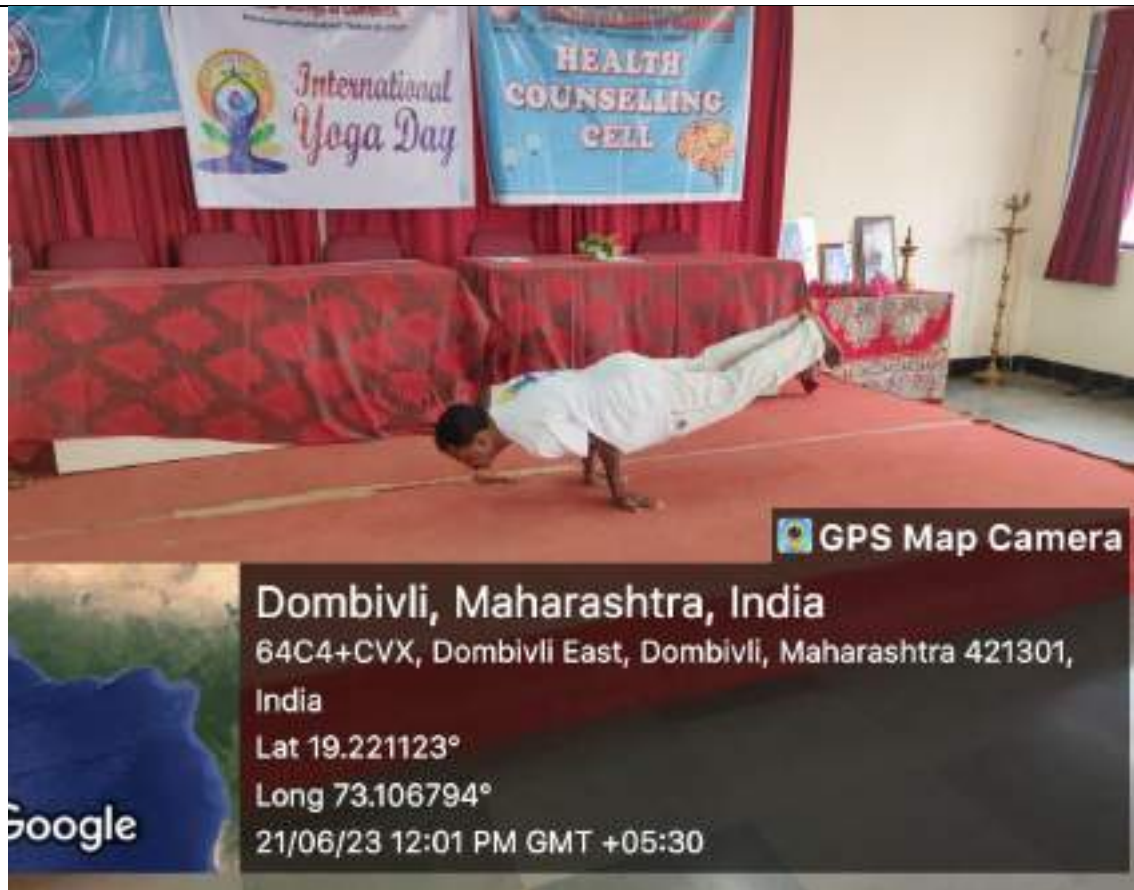 International
Yoga Day
HEALTH
COUNSELLING
CELL
GPS Map Camera
Dombivli, Maharashtra, India
64C4+CVX, Dombivli East, Dombivli, Maharashtra 421301,
India
Lat 19.221123°
Long 73.106794°
21/06/23 12:01 PM GMT +05:30
Google